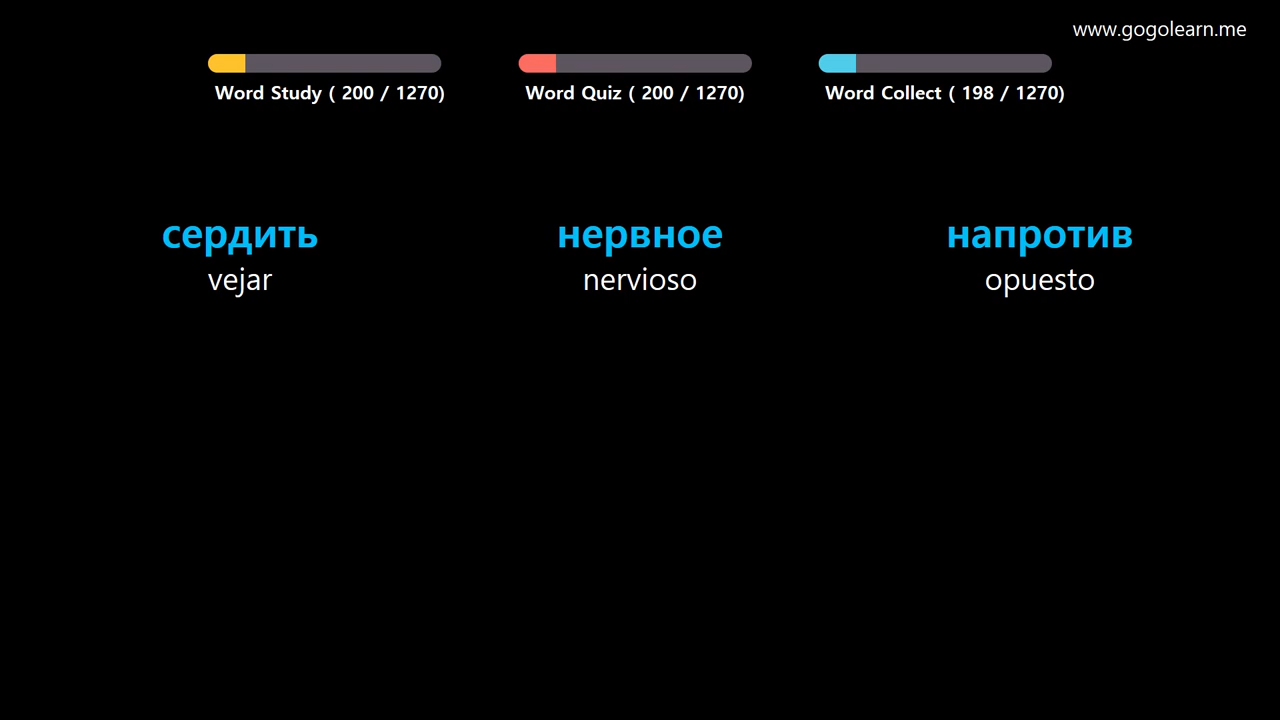 www.gogolearn.me
Word Study ( 200 / 1270)
Word Quiz ( 200 / 1270)
Word Collect ( 198 / 1270)
сердить
vejar
нервное
nervioso
напротив
opuesto